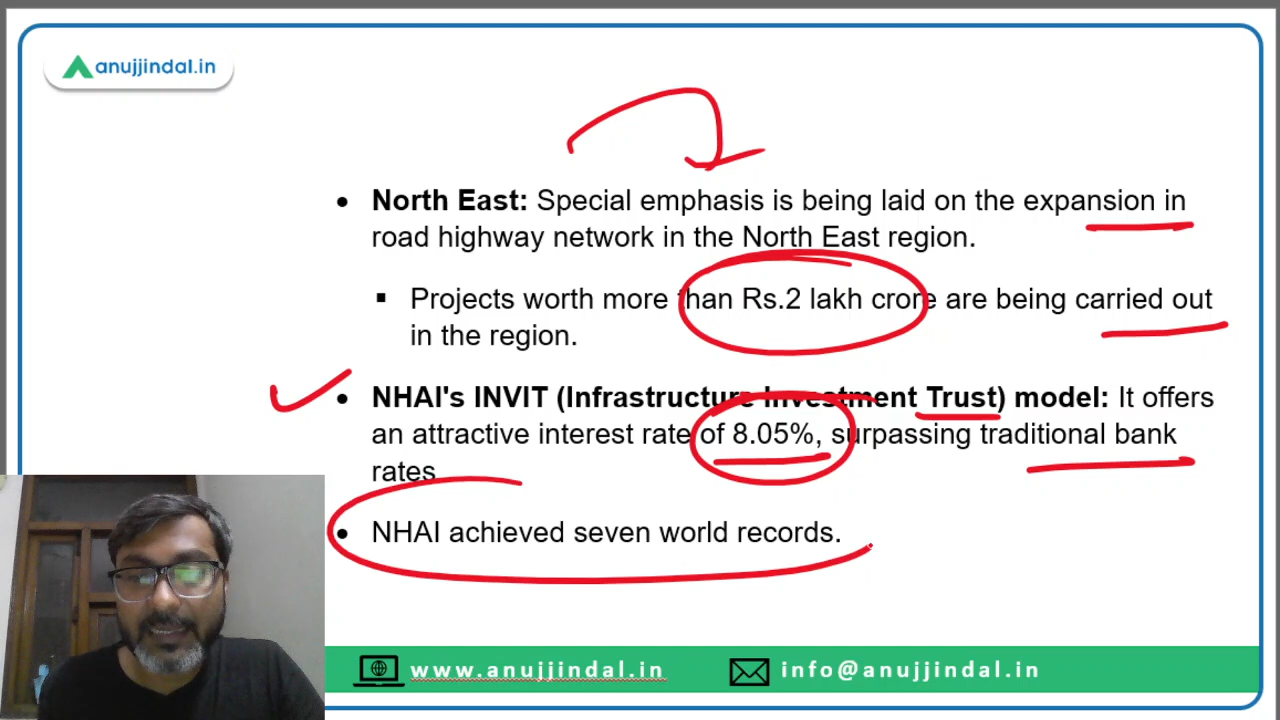 anujjindal.in
• North East: Special emphasis is being laid on the expansion in
road highway network in the North East region.
▪ Projects worth more than Rs.2 lakh crore are being carried out
in the region.
• NHAI's INVIT (Infrastructure Investment Trust) model: It offers
an attractive interest rate of 8.05%, surpassing traditional bank
rates
• NHAI achieved seven world records.
www.anujjindal.in info@anujjindal.in